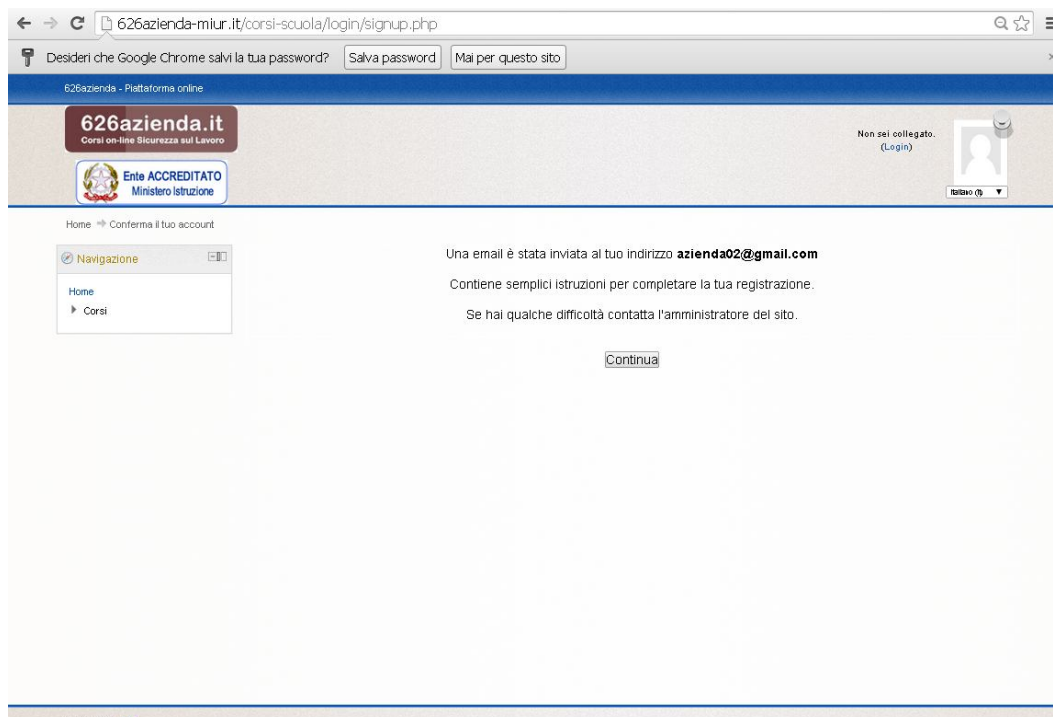 626azienda-miur.it/corsi-scuola/login/signup.php
Desideri che Google Chrome salvi la tua password? Salva password Mai per questo sito
626azienda - Piattaforma online
626azienda.it
Corsi on-line Sicurezza sul Lavoro
Ente ACCREDITATO
Ministero Istruzione
Non sei collegato.
(Login)
Italiano (it)
Home Conferma il tuo account
Navigazione
Home
Corsi
Una email è stata inviata al tuo indirizzo azienda02@gmail.com
Contiene semplici istruzioni per completare la tua registrazione.
Se hai qualche difficoltà contatta l'amministratore del sito.
Continua